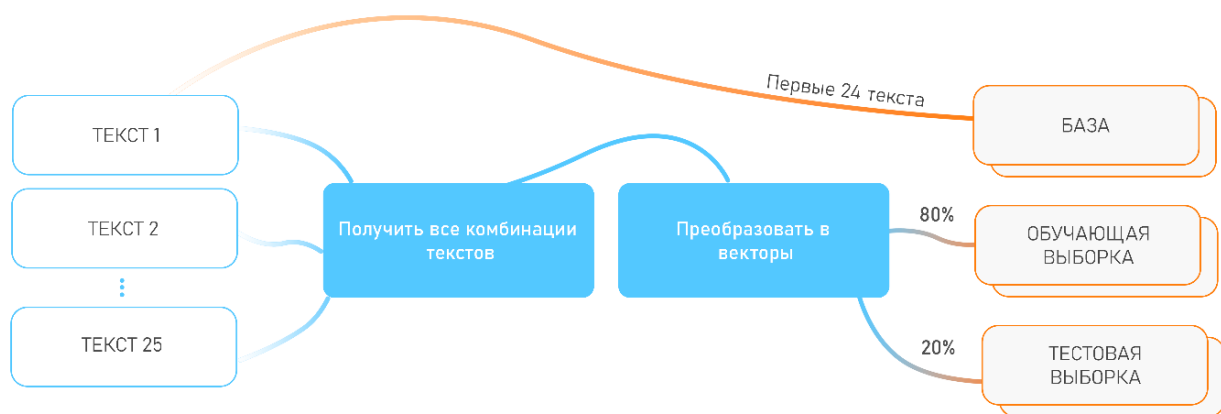 Первые 24 текста
ТЕКСТ 1
БАЗА
Получить все комбинации
текстов
Преобразовать в
векторы
80%
ТЕКСТ 2
ОБУЧАЮЩАЯ
ВЫБОРКА
ТЕКСТ 25
20%
ТЕСТОВАЯ
ВЫБОРКА